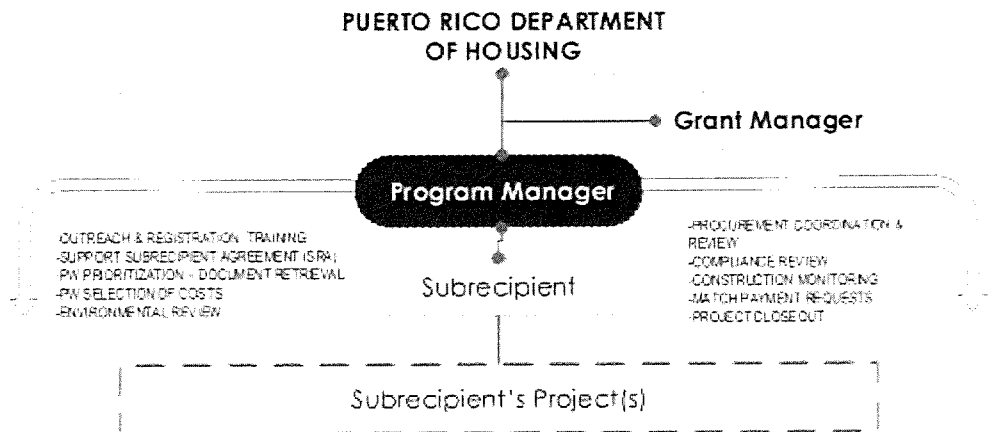 PUERTO RICO DEPARTMENT
OF HOUSING
Grant Manager
Program Manager
-OUTREACH & REGISTRATION TRAINING
-SUPPORT SUBRECIPIENT AGREEMENT (SRA)
-PW PRIORITIZATION - DOCUMENT RETRIEVAL
-PW SELECTION OF COSTS
-ENVIRONMENTAL REVIEW
-PROCUREMENT COORDINATION &
REVIEW
-COMPLIANCE REVIEW
-CONSTRUCTION MONITORING
-MATCH PAYMENT REQUESTS
-PROJECT CLOSE OUT
Subrecipient
Subrecipient's Project(s)